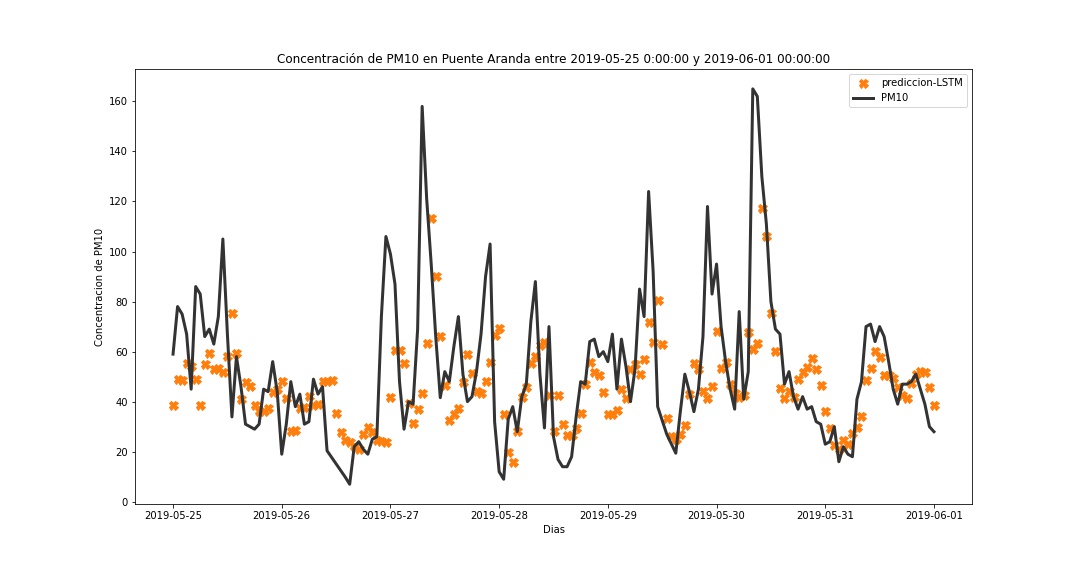 Concentración de PM10 en Puente Aranda entre 2019-05-25 0:00:00 y 2019-06-01 00:00:00
prediccion-LSTM
PM10
Concentracion de PM10
160
140
120
100
80
60
40
20
0
2019-05-25 2019-05-26 2019-05-27 2019-05-28 2019-05-29 2019-05-30 2019-05-31 2019-06-01
Dias